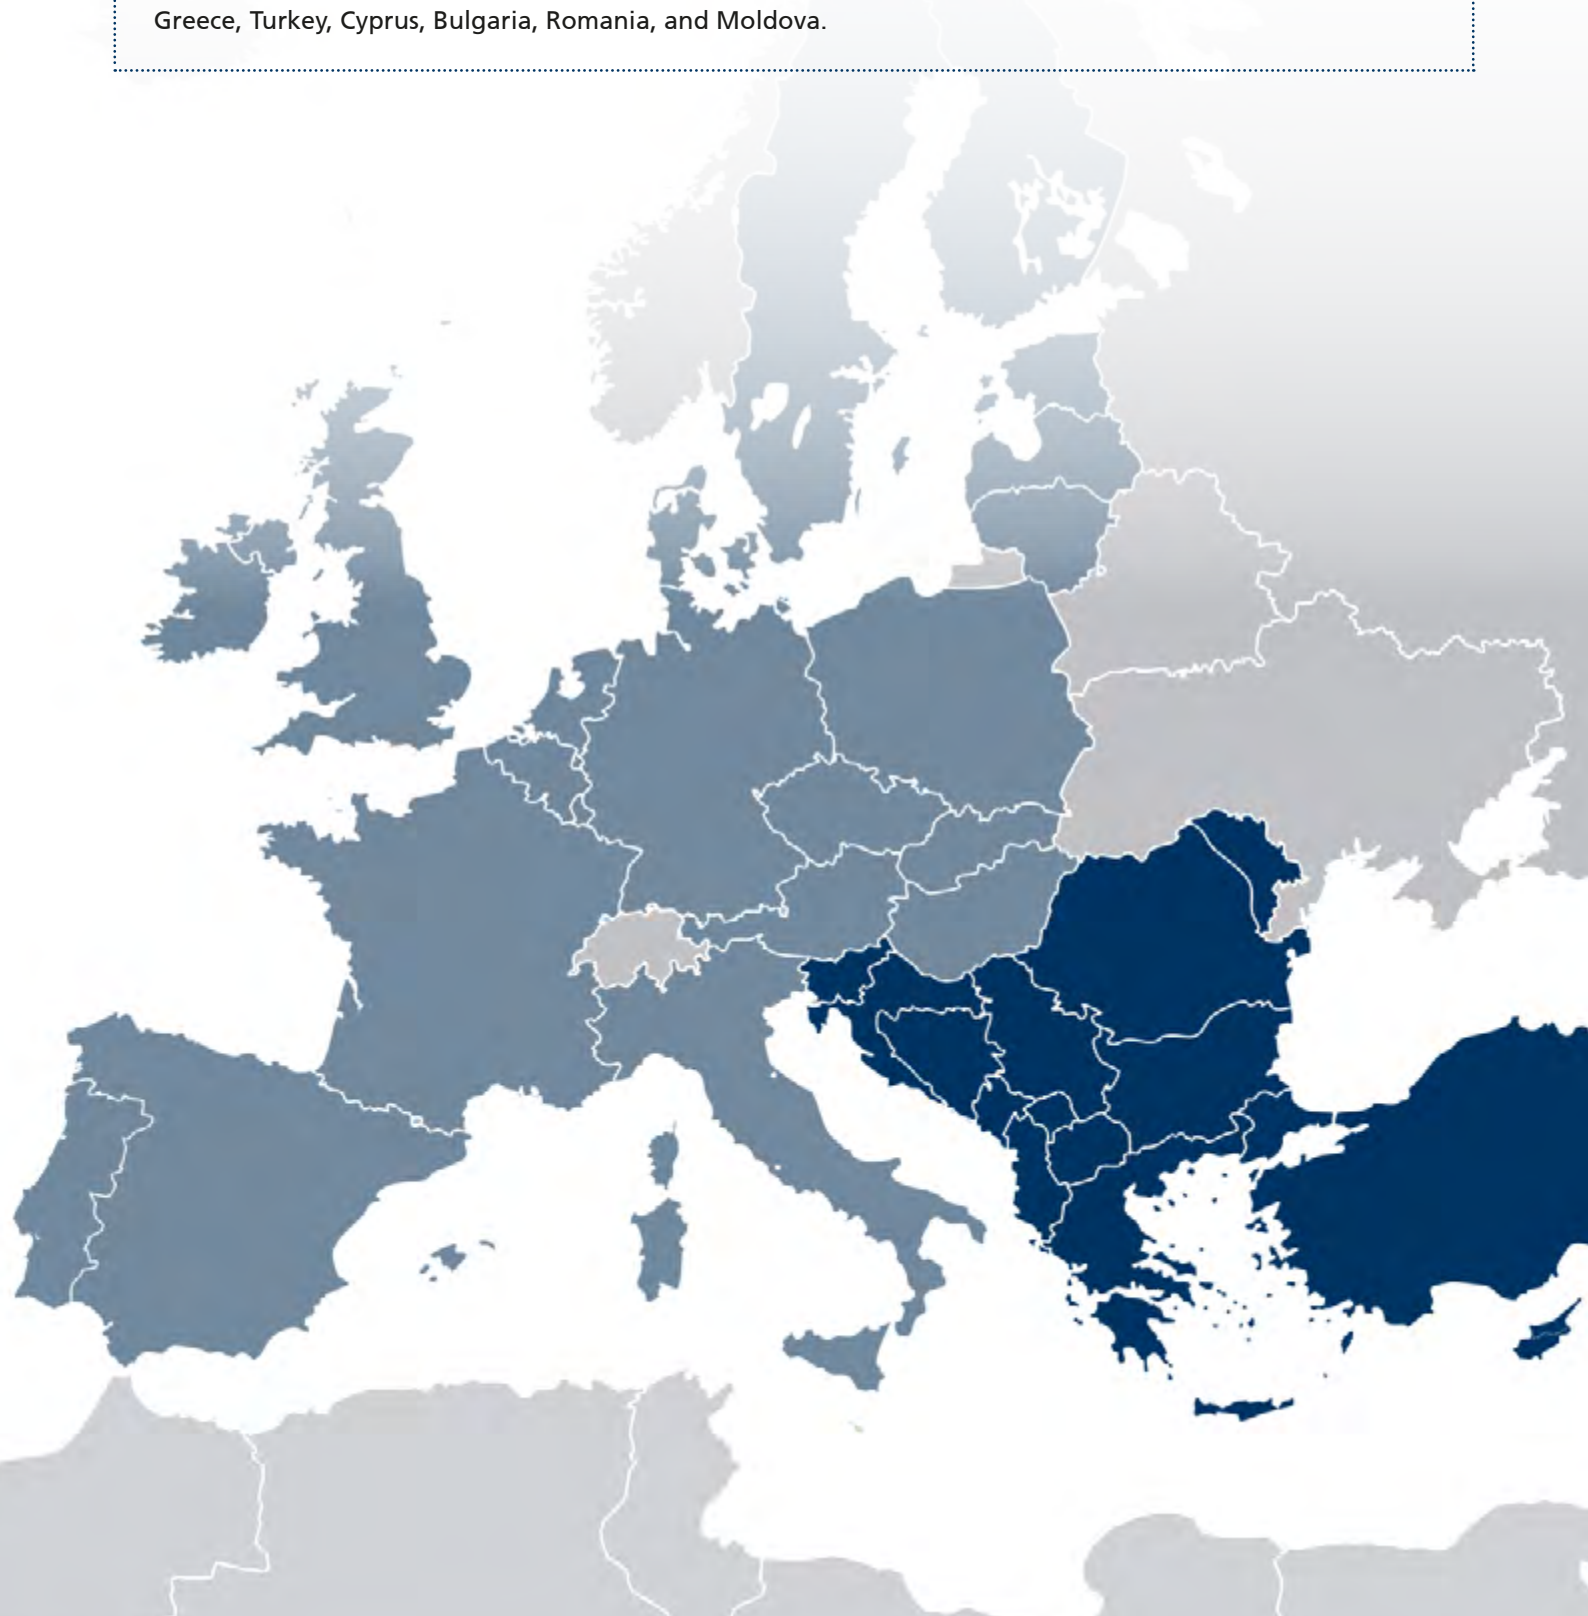 Greece, Turkey, Cyprus, Bulgaria, Romania, and Moldova.